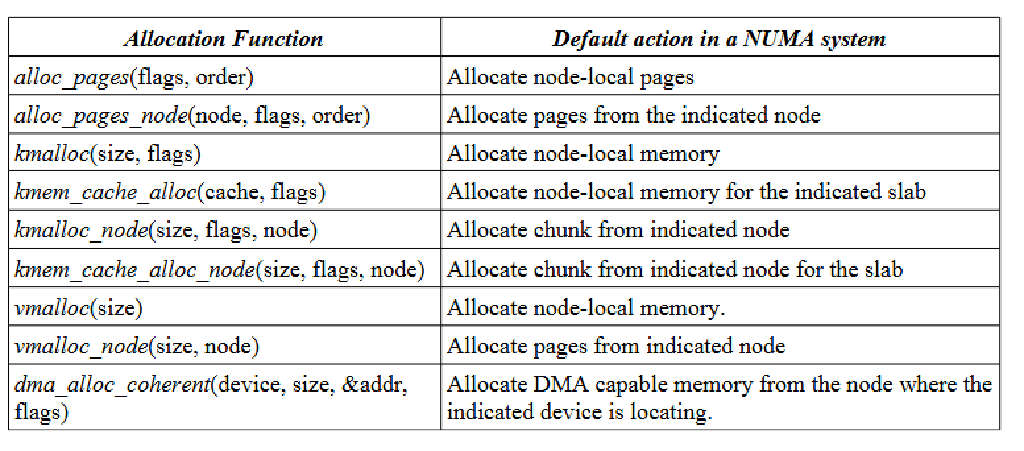 Allocation Function
Default action in a NUMA system
alloc_pages(flags, order)
Allocate node-local pages
alloc_pages_node(node, flags, order)
Allocate pages from the indicated node
kmalloc(size, flags)
Allocate node-local memory
kmem_cache_alloc(cache, flags)
Allocate node-local memory for the indicated slab
kmalloc_node(size, flags, node)
Allocate chunk from indicated node
kmem_cache_alloc_node(size, flags, node)
Allocate chunk from indicated node for the slab
vmalloc(size)
Allocate node-local memory.
vmalloc_node(size, node)
Allocate pages from indicated node
dma_alloc_coherent(device, size, &addr,
flags)
Allocate DMA capable memory from the node where the
indicated device is locating.